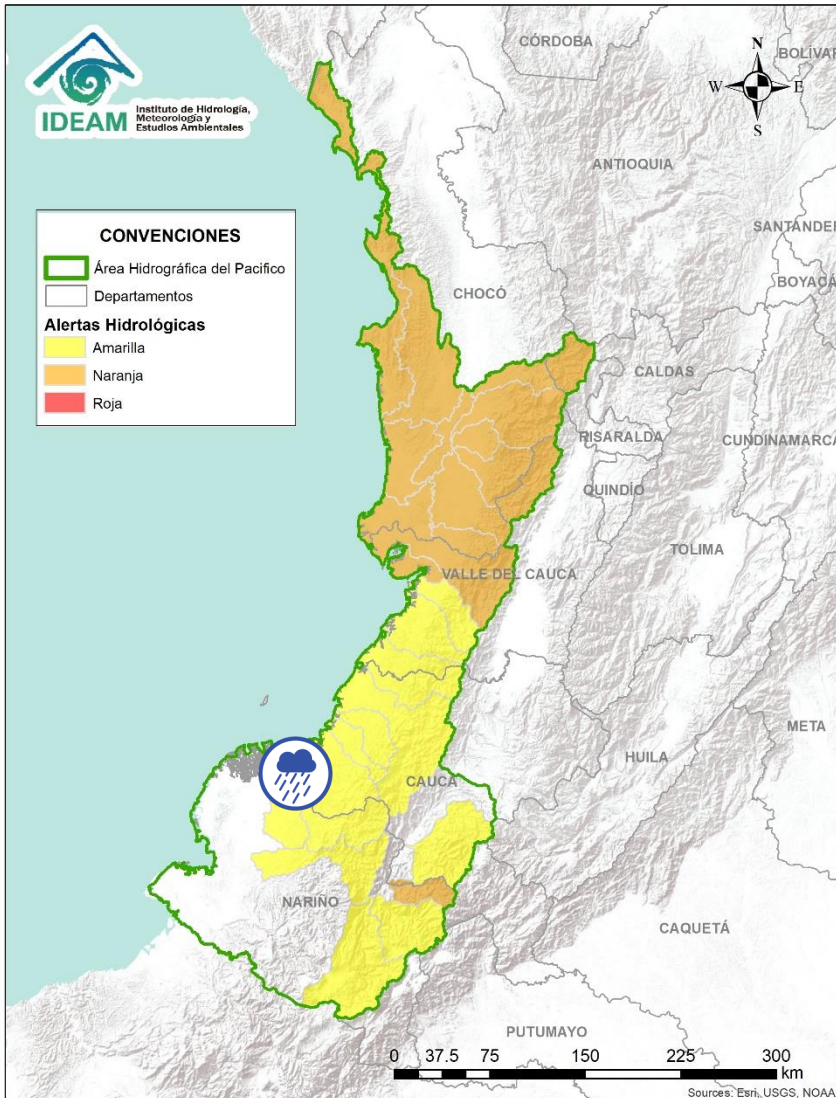 IDEAM
Instituto de Hidrología,
Meteorología y
Estudios Ambientales
N
W
E
S
CÓRDOBA
BOLÍVAR
ANTIOQUIA
SANTANDER
BOYACÁ
CHOCÓ
CALDAS
RISARALDA
CUNDINAMARCA
QUINDÍO
TOLIMA
VALLE DEL CAUCA
META
HUILA
CAUCA
NARIÑO
CAQUETÁ
PUTUMAYO
CONVENCIONES
Área Hidrográfica del Pacifico
Departamentos
Alertas Hidrológicas
Amarilla
Naranja
Roja
0 37.5 75 150 225 300
km
Sources: Esri, USGS, NOAA